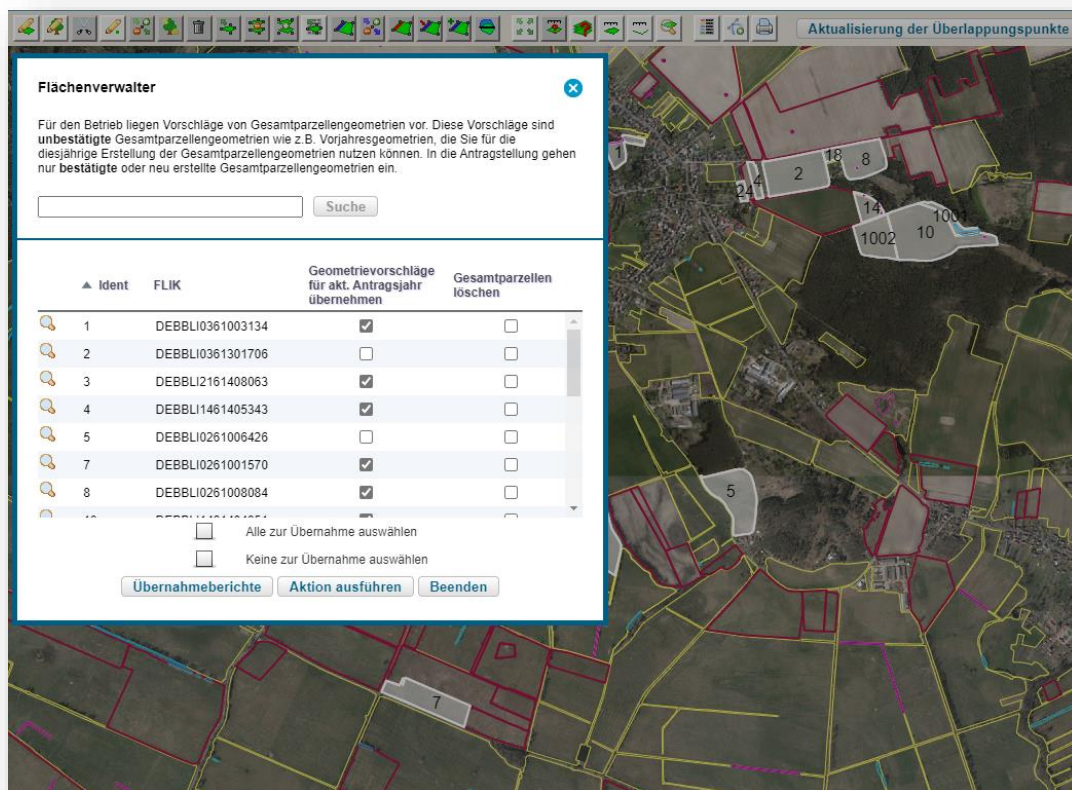 Aktualisierung der Überlappungspunkte
Flächenverwalter
Für den Betrieb liegen Vorschläge von Gesamtparzellengeometrien vor. Diese Vorschläge sind
unbestätigte Gesamtparzellengeometrien wie z.B. Vorjahresgeometrien, die Sie für die
diesjährige Erstellung der Gesamtparzellengeometrien nutzen können. In die Antragstellung gehen
nur bestätigte oder neu erstellte Gesamtparzellengeometrien ein.
Suche
Ident
FLIK
Geometrievorschläge
für akt. Antragsjahr
übernehmen
Gesamtparzellen
löschen
1 DEBBLI0361003134
2 DEBBLI0361301706
3 DEBBLI2161408063
4 DEBBLI1461405343
5 DEBBLI0261006426
7 DEBBLI0261001570
8 DEBBLI0261008084
Alle zur Übernahme auswählen
Keine zur Übernahme auswählen
Übernahmeberichte Aktion ausführen Beenden
1
18
8
2
4
24
14
1001
1002
10
5
7